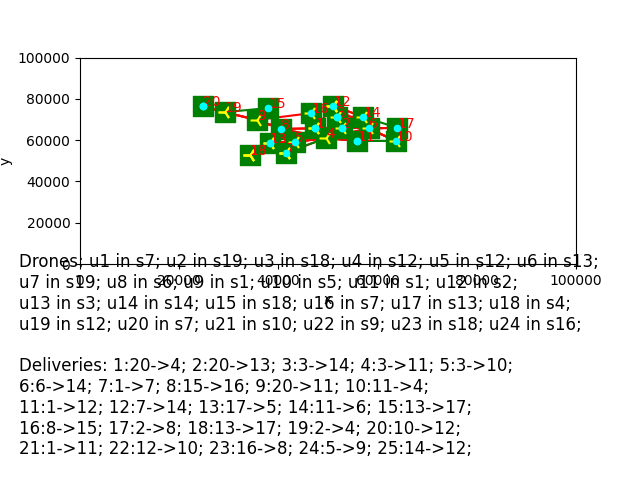 100000
80000
60000
40000
20000
0
y
0 20000 40000 60000 80000 100000
x
Drones: u1 in s7; u2 in s19; u3 in s18; u4 in s12; u5 in s12; u6 in s13;
u7 in s19; u8 in s6; u9 in s1; u10 in s5; u11 in s1; u12 in s2;
u13 in s3; u14 in s14; u15 in s18; u16 in s7; u17 in s13; u18 in s4;
u19 in s12; u20 in s7; u21 in s10; u22 in s9; u23 in s18; u24 in s16;
Deliveries: 1:20->4; 2:20->13; 3:3->14; 4:3->11; 5:3->10;
6:6->14; 7:1->7; 8:15->16; 9:20->11; 10:11->4;
11:1->12; 12:7->14; 13:17->5; 14:11->6; 15:13->17;
16:8->15; 17:2->8; 18:13->17; 19:2->4; 20:10->12;
21:1->11; 22:12->10; 23:16->8; 24:5->9; 25:14->12;